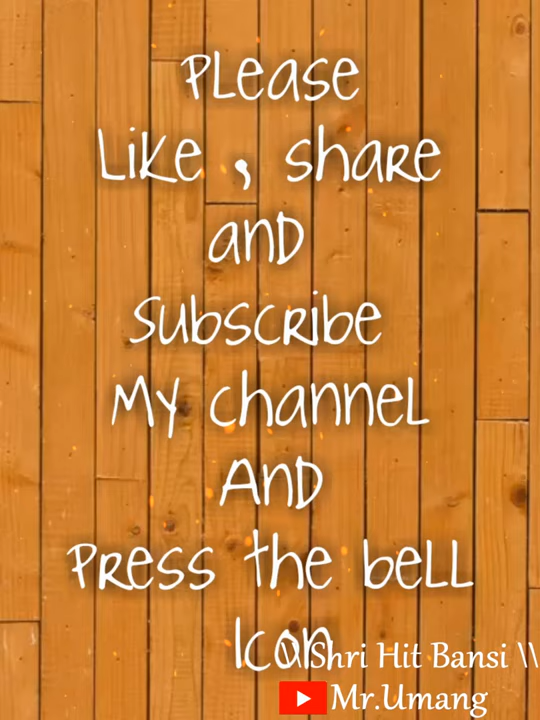 Please
Like , share
and
Subscribe
My channel
And
Press the bell
Icon
\\ Shri Hit Bansi \\
Mr.Umang